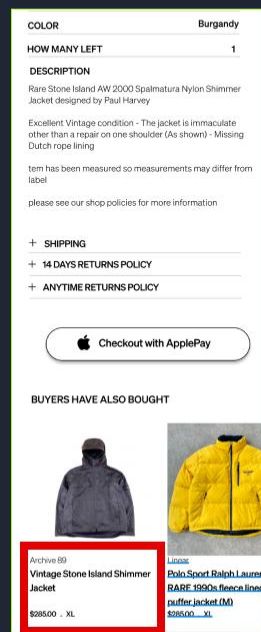 COLOR Burgandy
HOW MANY LEFT 1
DESCRIPTION
Rare Stone Island AW 2000 Spalmatura Nylon Shimmer
Jacket designed by Paul Harvey
Excellent Vintage condition - The jacket is immaculate
other than a repair on one shoulder (As shown) - Missing
Dutch rope lining
tem has been measured so measurements may differ from
label
please see our shop policies for more information
+ SHIPPING
+ 14 DAYS RETURNS POLICY
+ ANYTIME RETURNS POLICY
Checkout with ApplePay
BUYERS HAVE ALSO BOUGHT
Archive 89
Vintage Stone Island Shimmer
Jacket
$285.00 . XL
Linear
Polo Sport Ralph Lauren
RARE 1990s fleece lined
puffer jacket (M)
$285.00 . XL